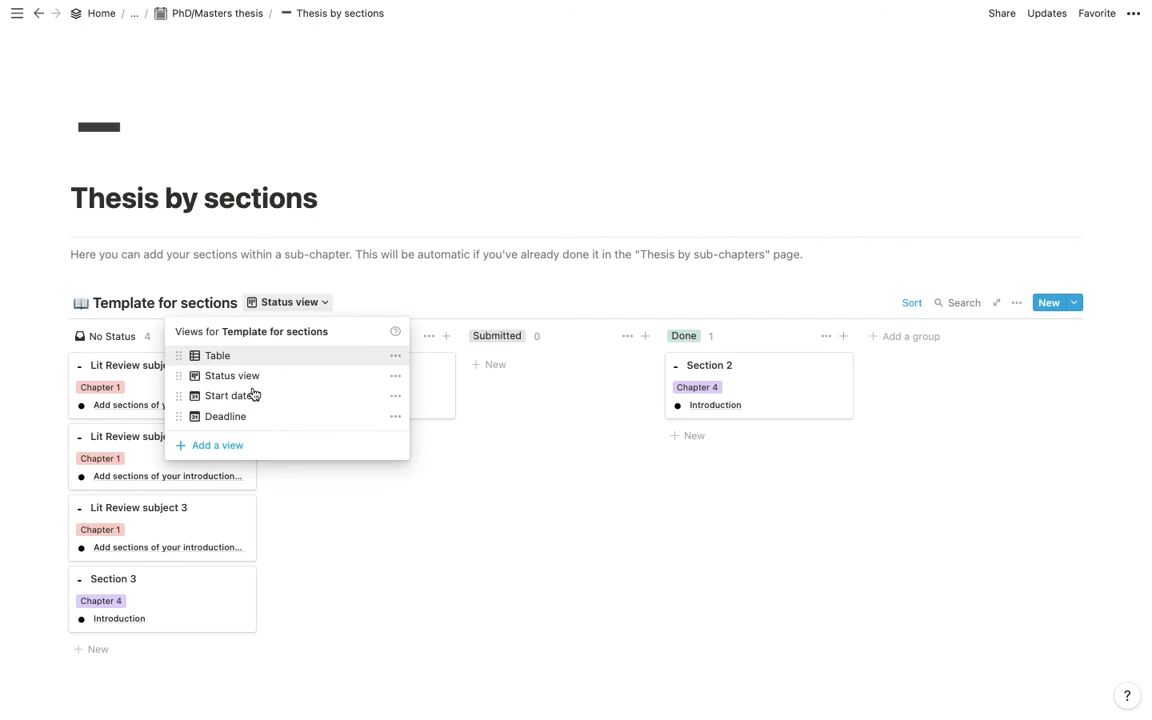 Home / ... / PhD/Masters thesis / Thesis by sections
Share Updates Favorite
Thesis by sections
Here you can add your sections within a sub-chapter. This will be automatic if you've already done it in the "Thesis by sub-chapters" page.
Template for sections Status view
Sort Search New
No Status 4
Submitted 0
Done 1
+ Add a group
Views for Template for sections
Table
Status view
Start date
Deadline
+ Add a view
Lit Review subje
Chapter 1
Add sections of y
Lit Review subje
Chapter 1
Add sections of your introduction...
Lit Review subject 3
Chapter 1
Add sections of your introduction...
Section 3
Chapter 4
Introduction
+ New
+ New
Section 2
Chapter 4
Introduction
+ New
?